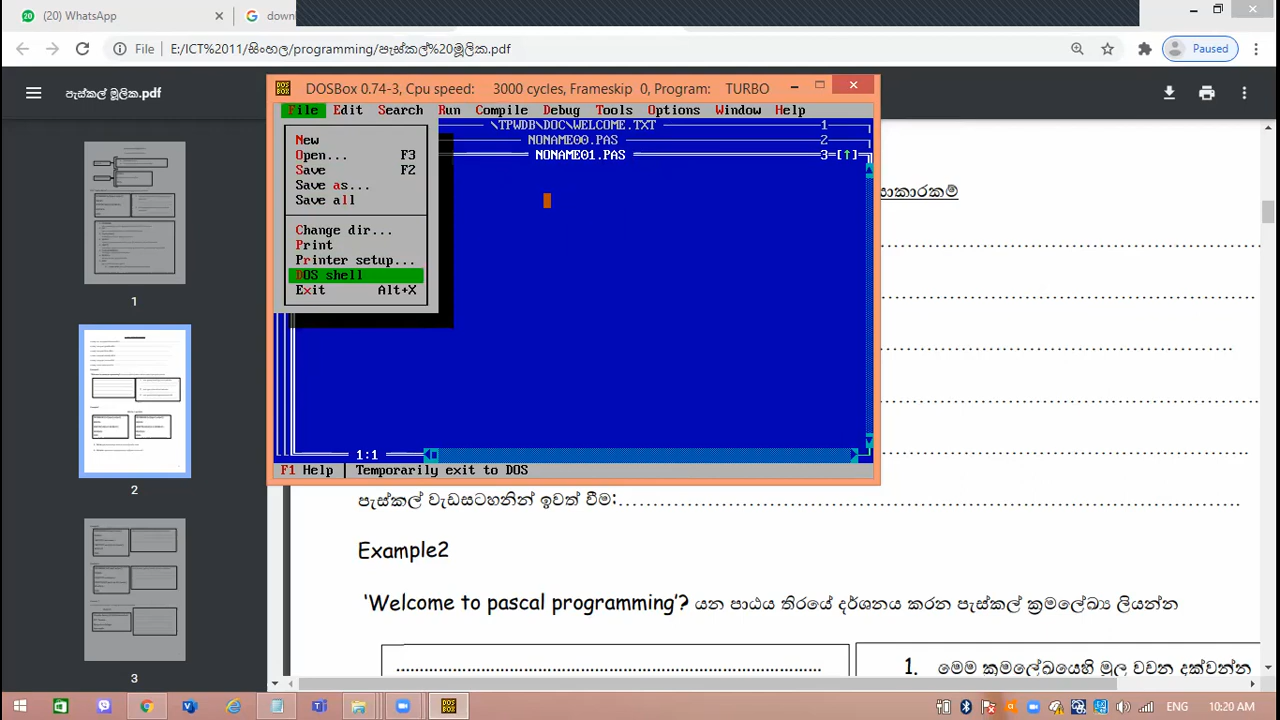 (20) WhatsApp
downl
File
E:/ICT%2011/සිංහල/programming/පැස්කල්%20මූලික.pdf
Paused
පැස්කල් මූලික.pdf
DOSBox 0.74-3, Cpu speed: 3000 cycles, Frameskip 0, Program: TURBO
File Edit Search Run Compile Debug Tools Options Window Help
\TPWDB\DOC\WELCOME.TXT 1
NONAME00.PAS 2
NONAME01.PAS 3=[↑]
New
Open... F3
Save F2
Save as...
Save all
Change dir...
Print
Printer setup...
DOS shell
Exit Alt+X
1:1
F1 Help | Temporarily exit to DOS
සාකාරකම්
1
2
3
පැස්කල් වැඩසටහනින් ඉවත් වීම:
Example2
‘Welcome to pascal programming’? යන පාඨය තිරයේ දර්ශනය කරන පැස්කල් ක්‍රමලේඛ්‍ය ලියන්න
1. මෙම ක්‍රමලේඛයෙහි මූල වචන දක්වන්න
ENG 10:20 AM